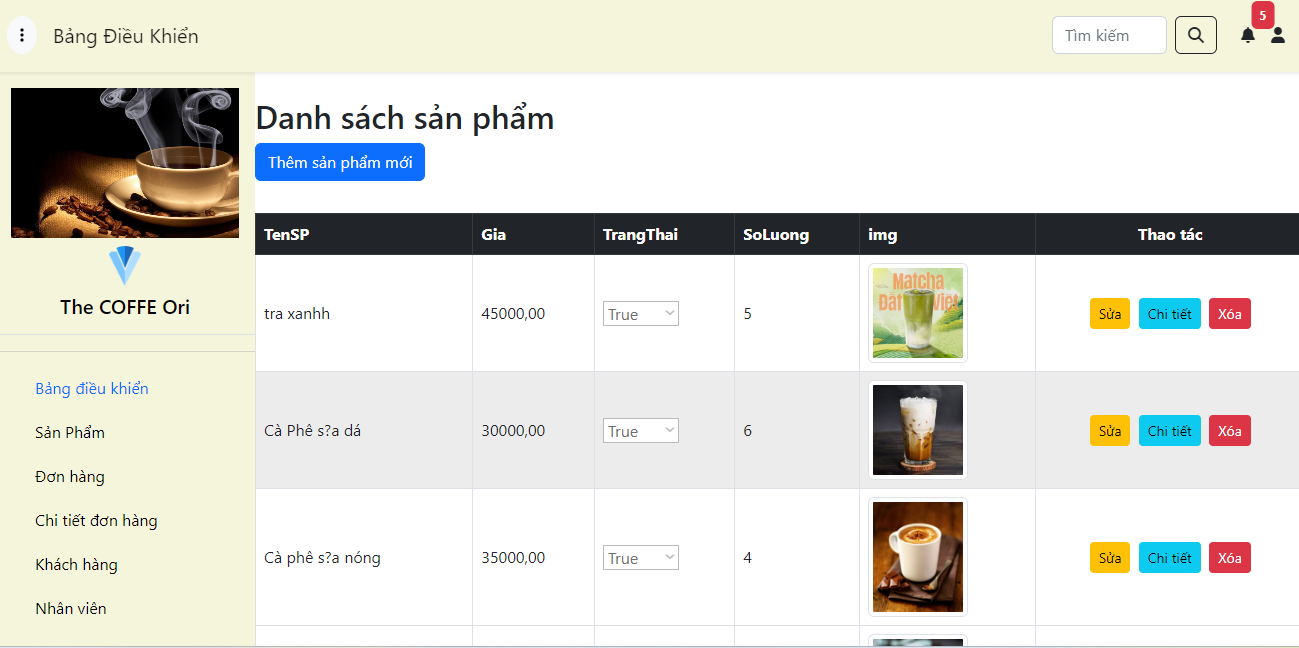 Bảng Điều Khiển
Tìm kiếm
5
The COFFE Ori
Bảng điều khiển
Sản Phẩm
Đơn hàng
Chi tiết đơn hàng
Khách hàng
Nhân viên
Danh sách sản phẩm
Thêm sản phẩm mới
TenSP Gia TrangThai SoLuong img Thao tác
tra xanhh 45000,00 True 5 Sửa Chi tiết Xóa
Matcha
Đất Việt
Cà Phê s?a dá 30000,00 True 6 Sửa Chi tiết Xóa
Cà phê s?a nóng 35000,00 True 4 Sửa Chi tiết Xóa